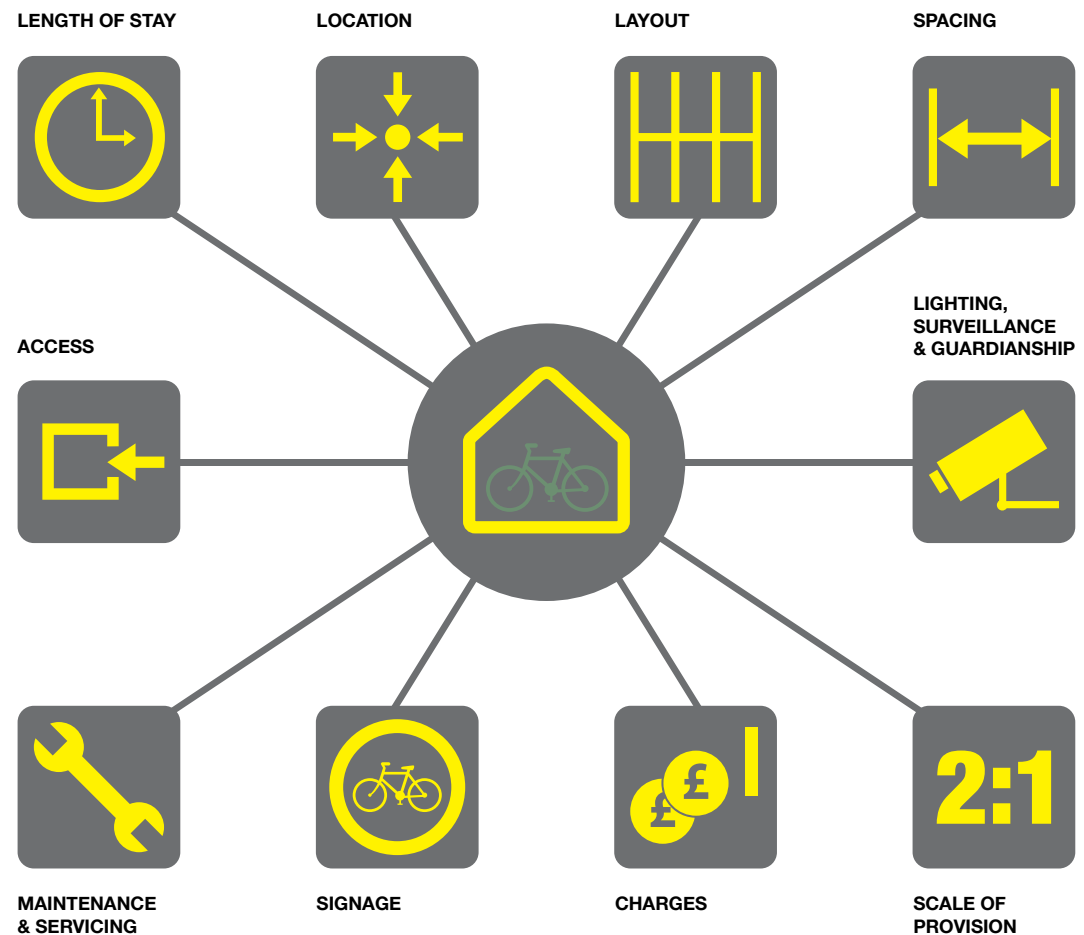 LENGTH OF STAY
LOCATION
LAYOUT
SPACING
ACCESS
LIGHTING,
SURVEILLANCE
& GUARDIANSHIP
£
£
2:1
MAINTENANCE
& SERVICING
SIGNAGE
CHARGES
SCALE OF
PROVISION